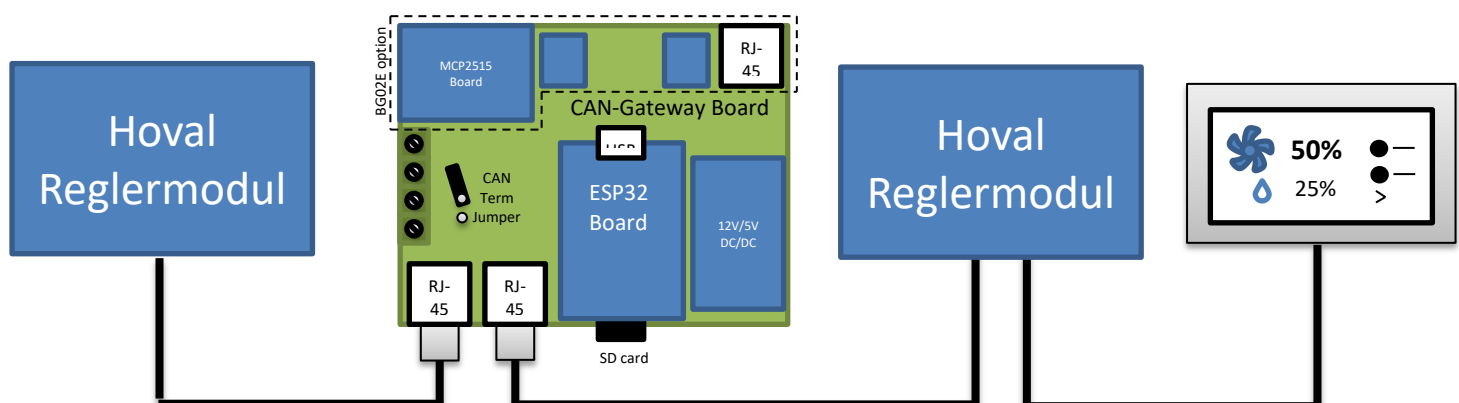 Hoval
Reglermodul
BG02E option
MCP2515
Board
RJ-
45
CAN-Gateway Board
CAN
Term
Jumper
ESP32
Board
12V/5V
DC/DC
RJ-
45
RJ-
45
SD card
Hoval
Reglermodul
50%
25%
>